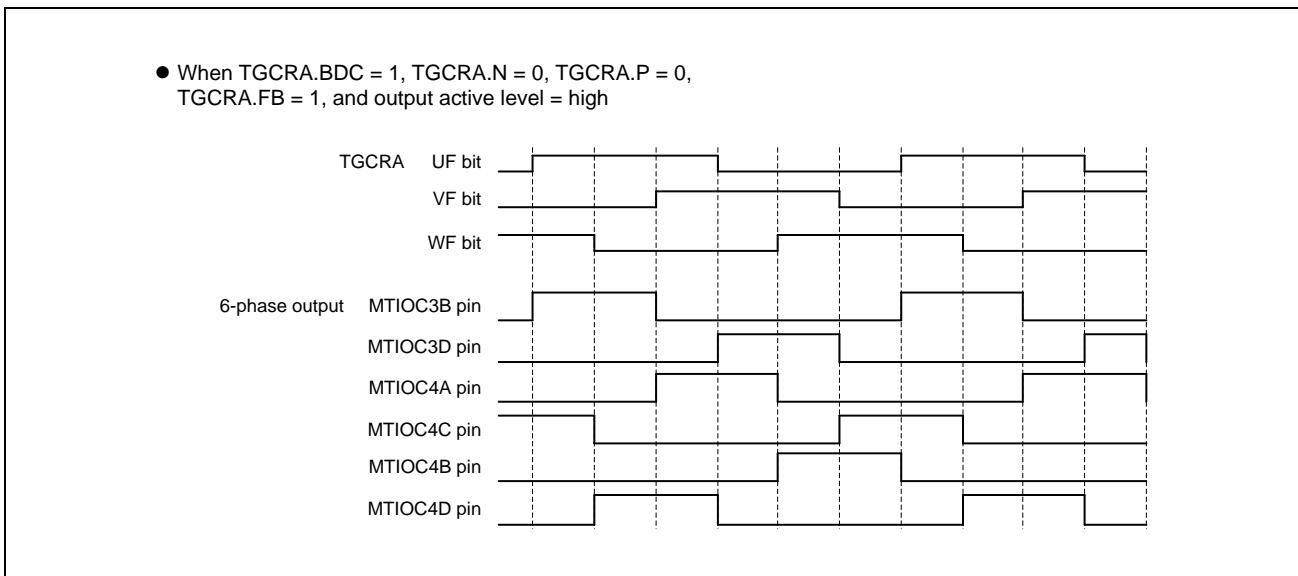 ● When TGCRA.BDC = 1, TGCRA.N = 0, TGCRA.P = 0,
TGCRA.FB = 1, and output active level = high
TGCRA UF bit
VF bit
WF bit
6-phase output MTIOC3B pin
MTIOC3D pin
MTIOC4A pin
MTIOC4C pin
MTIOC4B pin
MTIOC4D pin